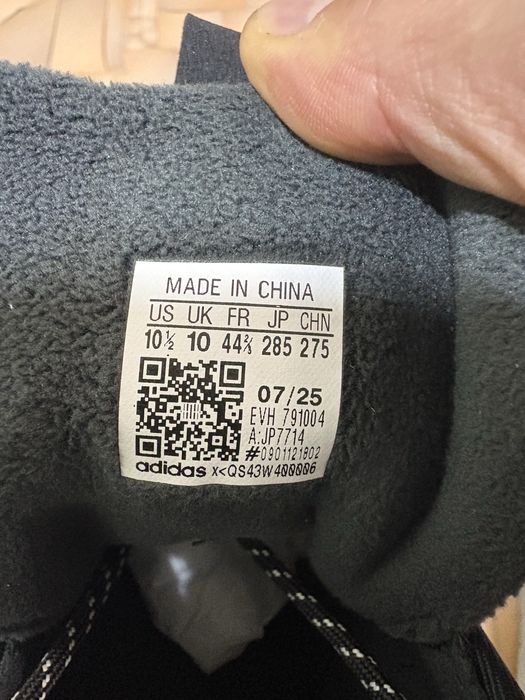 MADE IN CHINA
US UK FR JP CHN
10½ 10 44⅔ 285 275
07/25
EVH 791004
A:JP7714
#0901121802
adidas X<QS43W400006